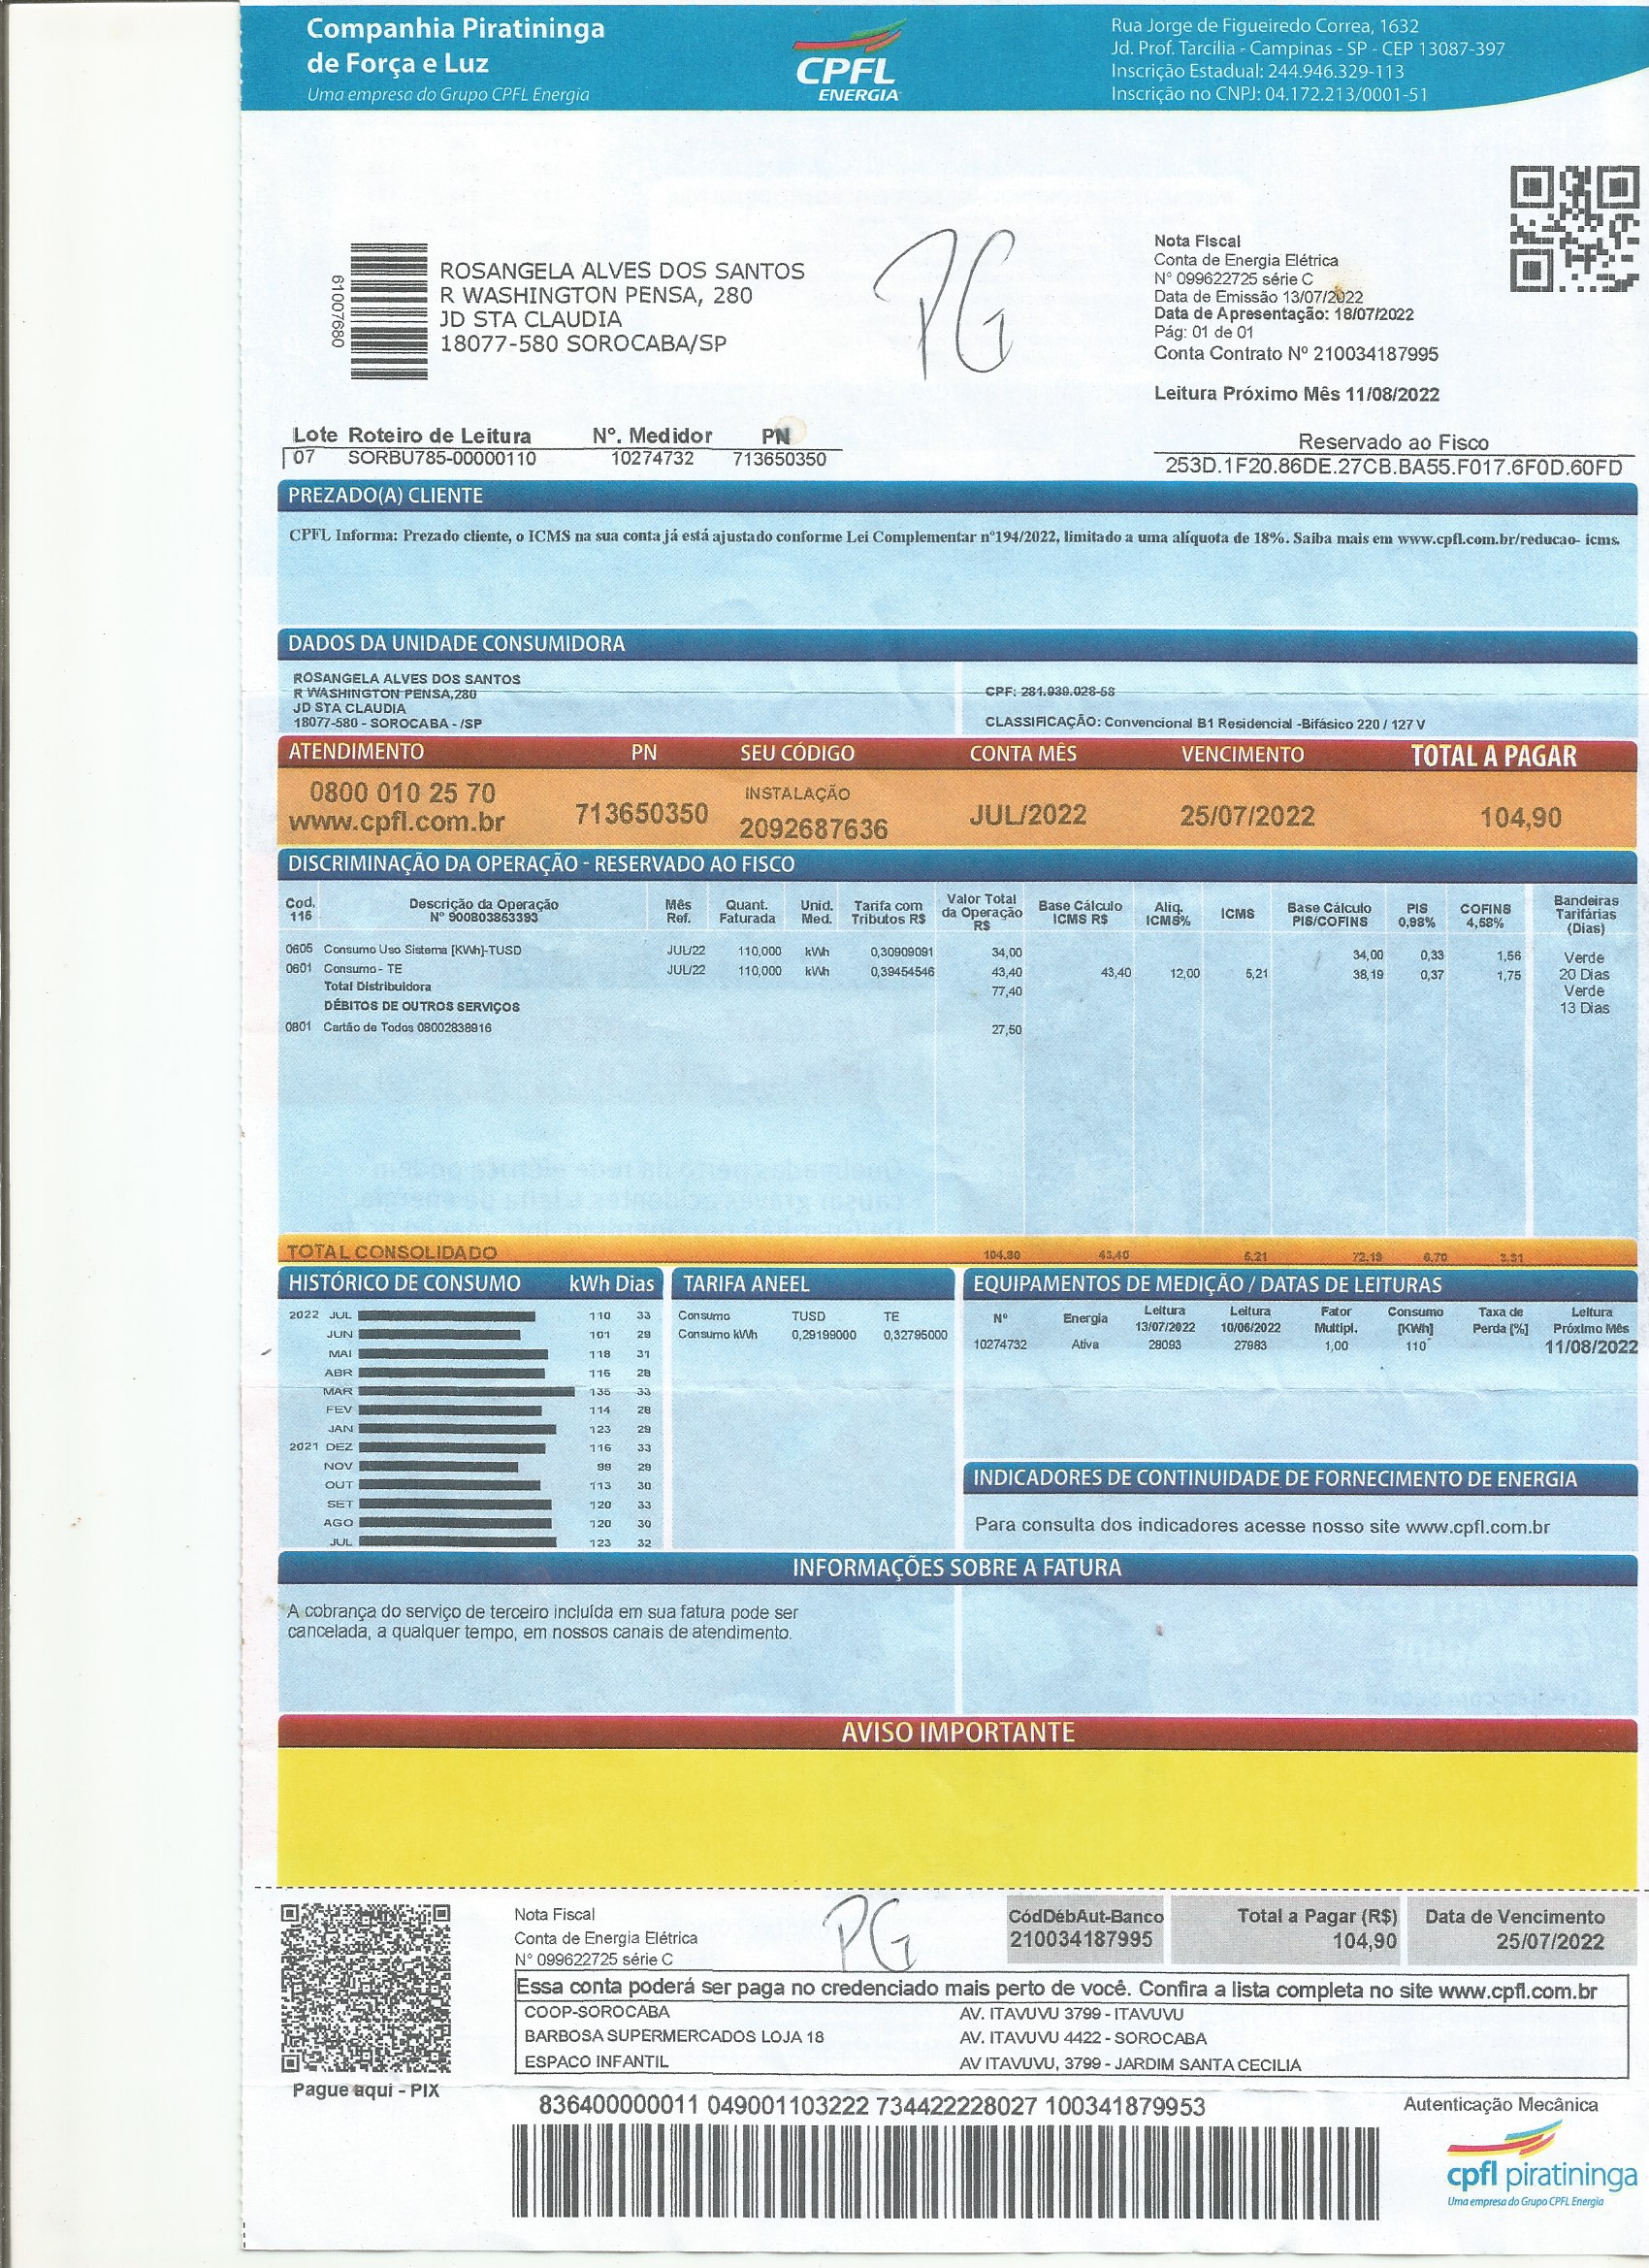 Companhia Piratininga
de Força e Luz
Uma empresa do Grupo CPFL Energia
CPFL
ENERGIA
Rua Jorge de Figueiredo Correa, 1632
Jd. Prof. Tarcília - Campinas - SP - CEP 13087-397
Inscrição Estadual: 244.946.329-113
Inscrição no CNPJ: 04.172.213/0001-51
61007680
ROSANGELA ALVES DOS SANTOS
R WASHINGTON PENSA, 280
JD STA CLAUDIA
18077-580 SOROCABA/SP
PG
Nota Fiscal
Conta de Energia Elétrica
N° 099622725 série C
Data de Emissão 13/07/2022
Data de Apresentação: 18/07/2022
Pág: 01 de 01
Conta Contrato Nº 210034187995
Leitura Próximo Mês 11/08/2022
Lote Roteiro de Leitura Nº. Medidor PN
07 SORBU785-00000110 10274732 713650350
Reservado ao Fisco
253D.1F20.86DE.27CB.BA55.F017.6F0D.60FD
PREZADO(A) CLIENTE
CPFL Informa: Prezado cliente, o ICMS na sua conta já está ajustado conforme Lei Complementar nº194/2022, limitado a uma alíquota de 18%. Saiba mais em www.cpfl.com.br/reducao- icms.
DADOS DA UNIDADE CONSUMIDORA
ROSANGELA ALVES DOS SANTOS
R WASHINGTON PENSA,280
JD STA CLAUDIA
18077-580 - SOROCABA - /SP
CPF: 281.939.028-58
CLASSIFICAÇÃO: Convencional B1 Residencial -Bifásico 220 / 127 V
ATENDIMENTO PN SEU CÓDIGO CONTA MÊS VENCIMENTO TOTAL A PAGAR
0800 010 25 70
www.cpfl.com.br
713650350
INSTALAÇÃO
2092687636
JUL/2022 25/07/2022 104,90
DISCRIMINAÇÃO DA OPERAÇÃO - RESERVADO AO FISCO
Cod. 115 Descrição da Operação Nº 900803853393 Mês Ref. Quant. Faturada Unid. Med. Tarifa com Tributos R$ Valor Total da Operação R$ Base Cálculo ICMS R$ Aliq. ICMS% ICMS Base Cálculo PIS/COFINS PIS 0,98% COFINS 4,58% Bandeiras Tarifárias (Dias)
0605 Consumo Uso Sistema [KWh]-TUSD JUL/22 110,000 kWh 0,30909091 34,00 34,00 0,33 1,56 Verde
0601 Consumo - TE JUL/22 110,000 kWh 0,39454546 43,40 43,40 12,00 5,21 38,19 0,37 1,75 20 Dias
Total Distribuidora 77,40 Verde
DÉBITOS DE OUTROS SERVIÇOS 13 Dias
0801 Cartão de Todos 08002838916 27,50
TOTAL CONSOLIDADO 104,90 43,40 5,21 72,19 0,70 3,31
HISTÓRICO DE CONSUMO kWh Dias
2022 JUL 110 33
JUN 101 29
MAI 118 31
ABR 116 28
MAR 135 33
FEV 114 28
JAN 123 29
2021 DEZ 116 33
NOV 99 29
OUT 113 30
SET 120 33
AGO 120 30
JUL 123 32
TARIFA ANEEL
Consumo TUSD TE
Consumo kWh 0,29199000 0,32795000
EQUIPAMENTOS DE MEDIÇÃO / DATAS DE LEITURAS
Nº Energia Leitura 13/07/2022 Leitura 10/06/2022 Fator Multipl. Consumo [KWh] Taxa de Perda [%] Leitura Próximo Mês
10274732 Ativa 28093 27983 1,00 110 11/08/2022
INDICADORES DE CONTINUIDADE DE FORNECIMENTO DE ENERGIA
Para consulta dos indicadores acesse nosso site www.cpfl.com.br
INFORMAÇÕES SOBRE A FATURA
A cobrança do serviço de terceiro incluída em sua fatura pode ser
cancelada, a qualquer tempo, em nossos canais de atendimento.
AVISO IMPORTANTE
Nota Fiscal
Conta de Energia Elétrica
N° 099622725 série C
PG
CódDébAut-Banco
210034187995
Total a Pagar (R$)
104,90
Data de Vencimento
25/07/2022
Essa conta poderá ser paga no credenciado mais perto de você. Confira a lista completa no site www.cpfl.com.br
COOP-SOROCABA AV. ITAVUVU 3799 - ITAVUVU
BARBOSA SUPERMERCADOS LOJA 18 AV. ITAVUVU 4422 - SOROCABA
ESPACO INFANTIL AV ITAVUVU, 3799 - JARDIM SANTA CECILIA
Pague aqui - PIX
836400000011 049001103222 734422228027 100341879953
Autenticação Mecânica
cpfl piratininga
Uma empresa do Grupo CPFL Energia